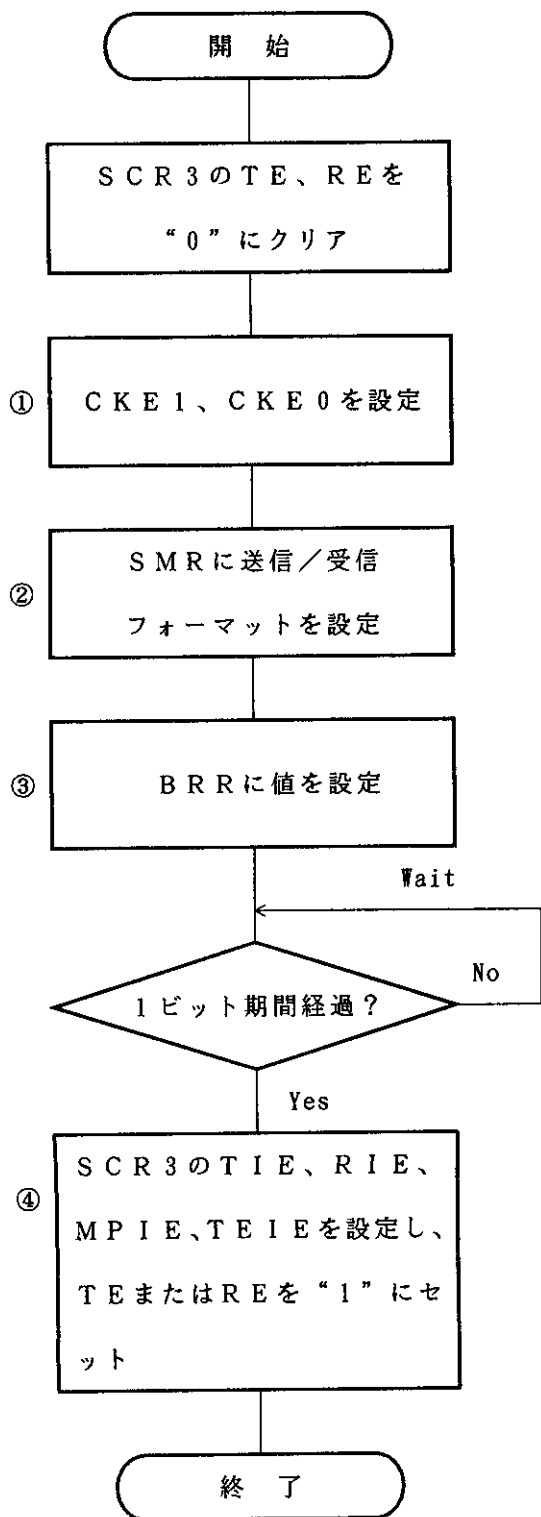 開　始
SCR3のTE、REを
“0”にクリア
①
CKE1、CKE0を設定
②
SMRに送信／受信
フォーマットを設定
③
BRRに値を設定
Wait
No
1ビット期間経過？
Yes
④
SCR3のTIE、RIE、
MPIE、TEIEを設定し、
TEまたはREを“1”にセ
ット
終　了